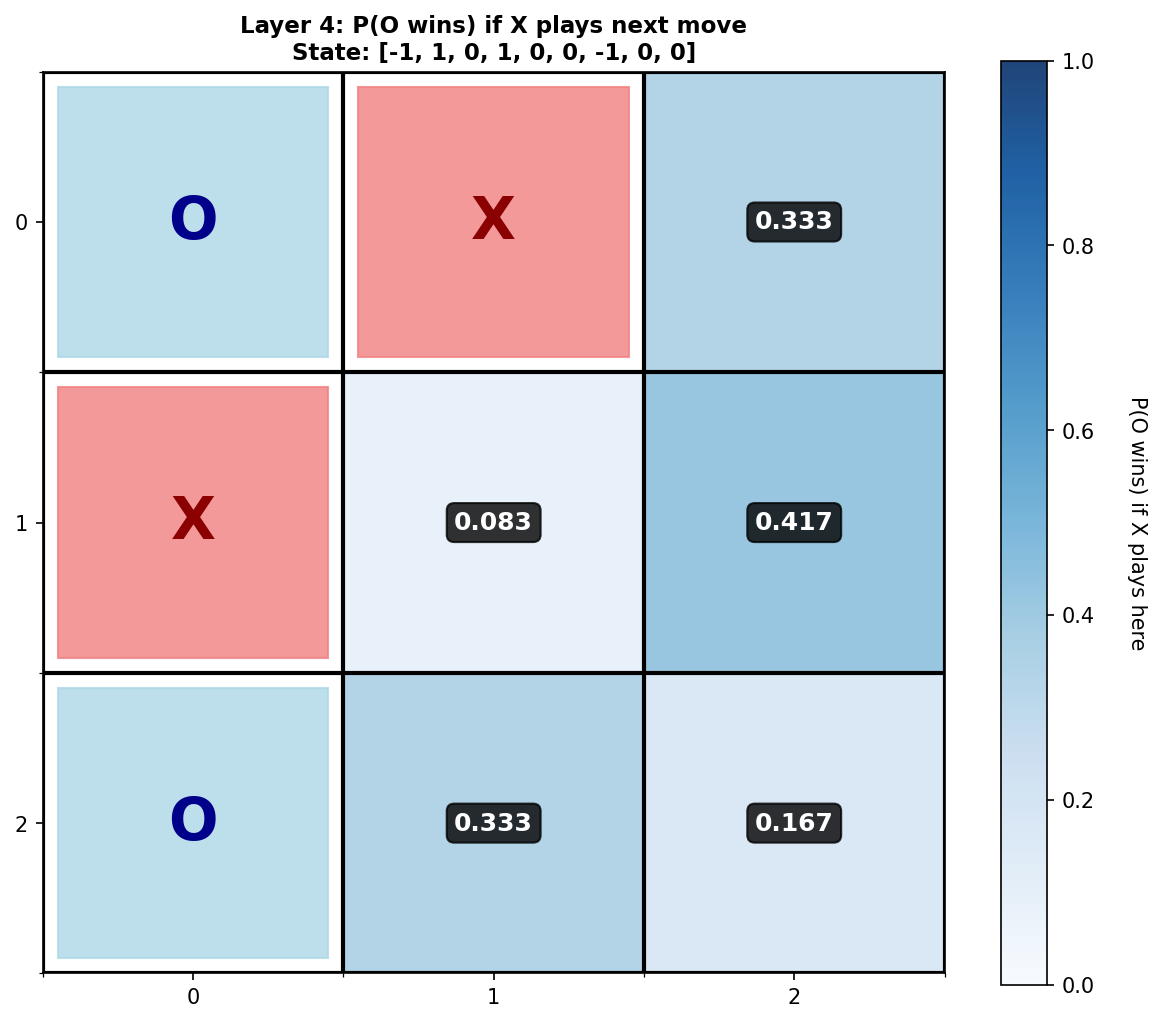 Layer 4: P(O wins) if X plays next move
State: [-1, 1, 0, 1, 0, 0, -1, 0, 0]
0
O
X
0.333
1
X
0.083
0.417
2
O
0.333
0.167
0
1
2
1.0
0.8
0.6
0.4
0.2
0.0
P(O wins) if X plays here